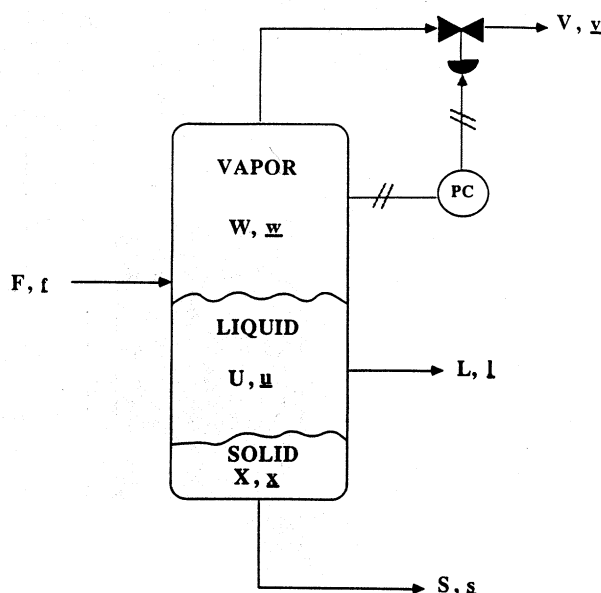 V, v
VAPOR
PC
W, w
F, f
LIQUID
U, u
L, l
SOLID
X, x
S, s